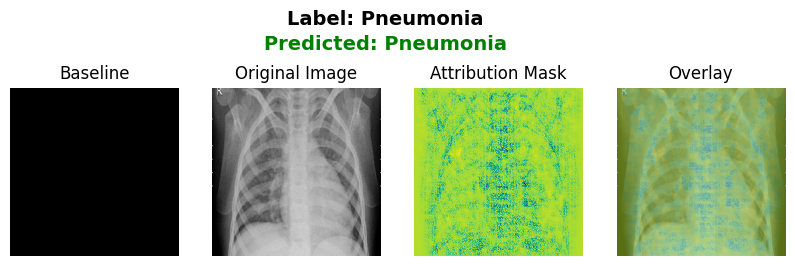 Label: Pneumonia
Predicted: Pneumonia
Baseline
Original Image
Attribution Mask
Overlay
R
R